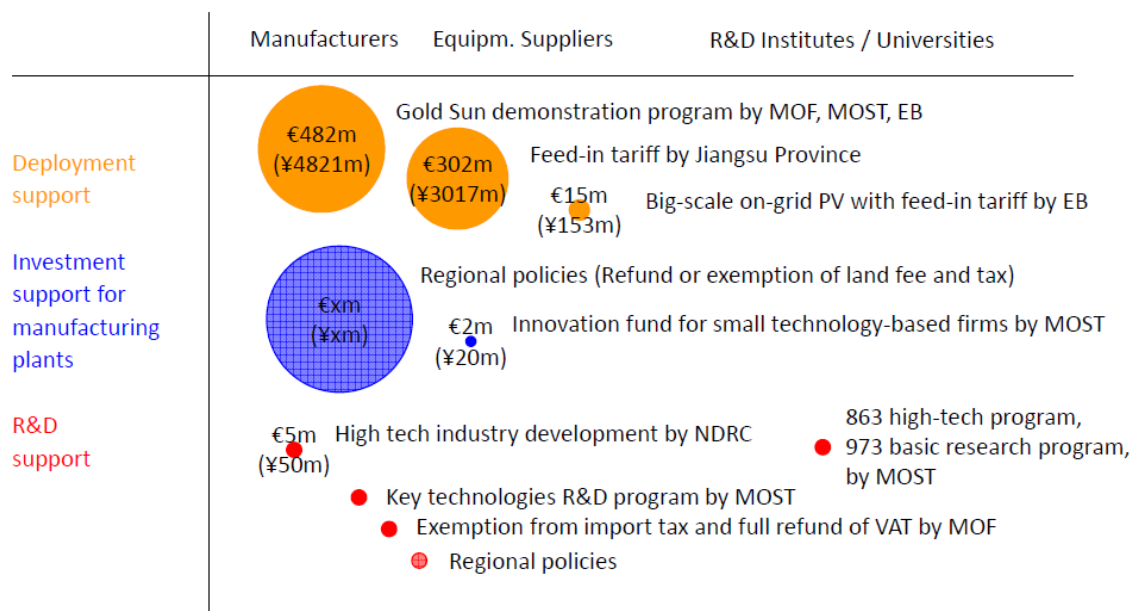 Manufacturers Equipm. Suppliers R&D Institutes / Universities
Deployment
support
€482m
(¥4821m)
Gold Sun demonstration program by MOF, MOST, EB
€302m
(¥3017m)
Feed-in tariff by Jiangsu Province
€15m
(¥153m)
Big-scale on-grid PV with feed-in tariff by EB
Investment
support for
manufacturing
plants
€xm
(¥xm)
Regional policies (Refund or exemption of land fee and tax)
€2m
(¥20m)
Innovation fund for small technology-based firms by MOST
R&D
support
€5m
(¥50m)
High tech industry development by NDRC
863 high-tech program,
973 basic research program,
by MOST
Key technologies R&D program by MOST
Exemption from import tax and full refund of VAT by MOF
Regional policies